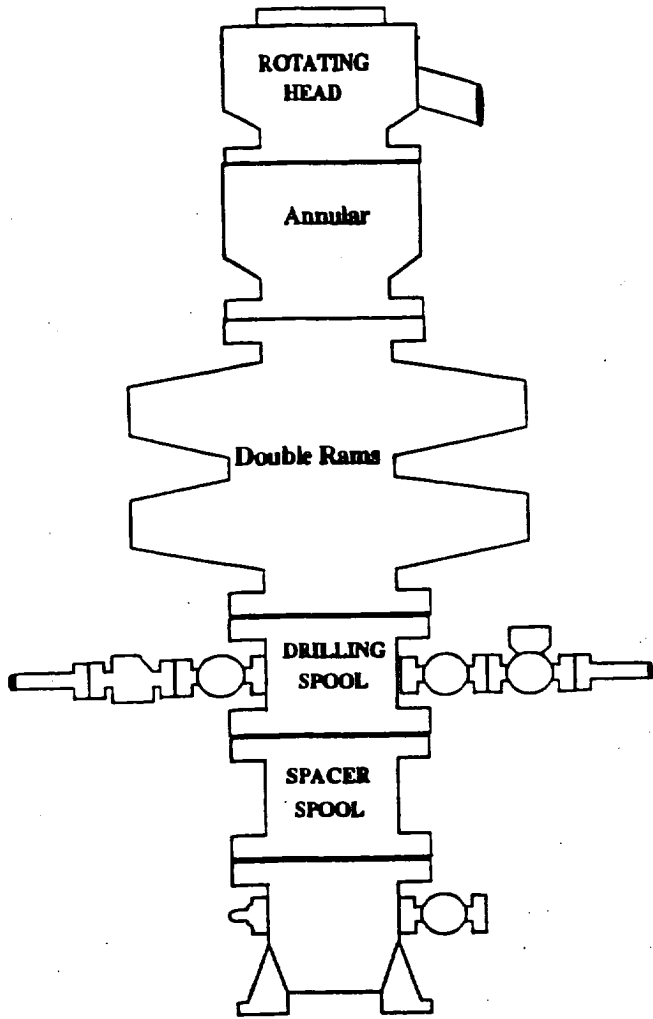 ROTATING
HEAD
Annular
Double Rams
DRILLING
SPOOL
SPACER
SPOOL